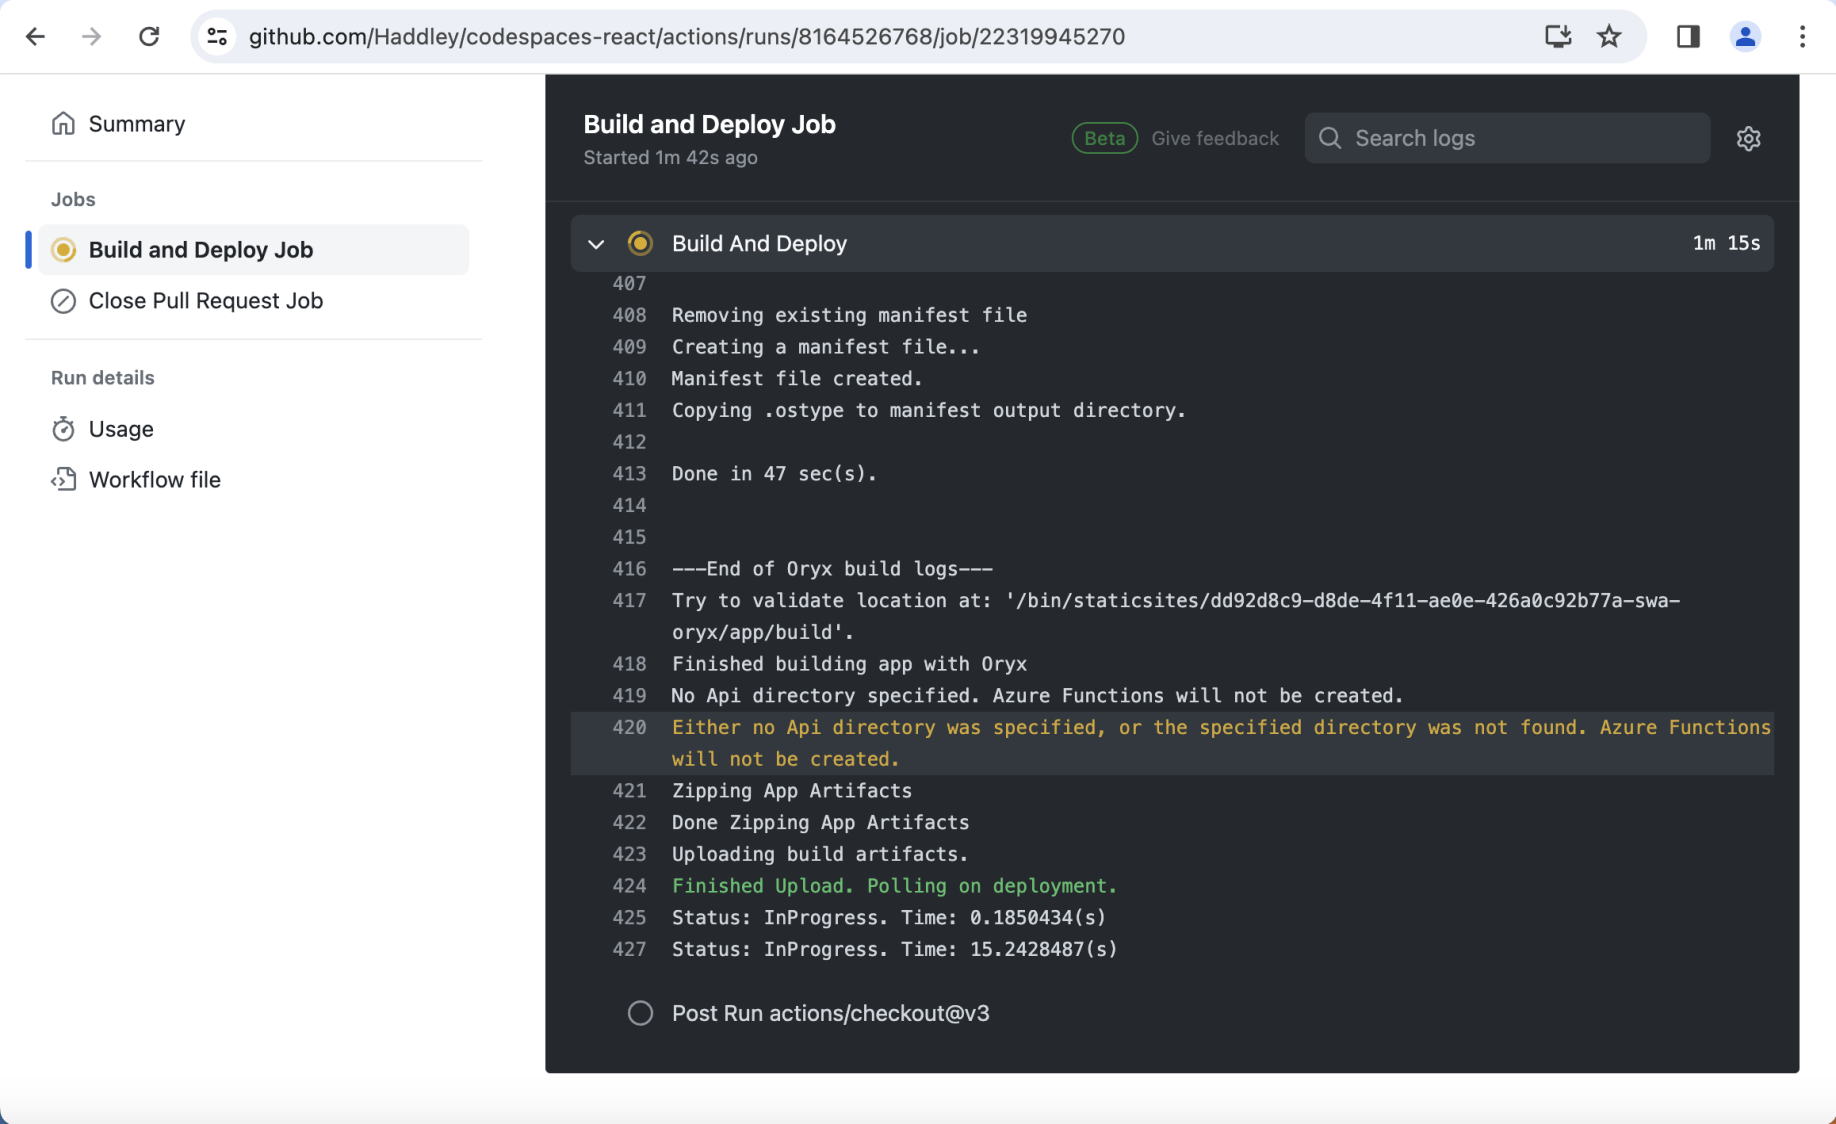 github.com/Haddley/codespaces-react/actions/runs/8164526768/job/22319945270
Summary
Jobs
Build and Deploy Job
Close Pull Request Job
Run details
Usage
Workflow file
Build and Deploy Job
Started 1m 42s ago
Beta
Give feedback
Search logs
Build And Deploy
1m 15s
407
408 Removing existing manifest file
409 Creating a manifest file...
410 Manifest file created.
411 Copying .ostype to manifest output directory.
412
413 Done in 47 sec(s).
414
415
416 ---End of Oryx build logs---
417 Try to validate location at: '/bin/staticsites/dd92d8c9-d8de-4f11-ae0e-426a0c92b77a-swa-
oryx/app/build'.
418 Finished building app with Oryx
419 No Api directory specified. Azure Functions will not be created.
420 Either no Api directory was specified, or the specified directory was not found. Azure Functions
will not be created.
421 Zipping App Artifacts
422 Done Zipping App Artifacts
423 Uploading build artifacts.
424 Finished Upload. Polling on deployment.
425 Status: InProgress. Time: 0.1850434(s)
427 Status: InProgress. Time: 15.2428487(s)
Post Run actions/checkout@v3